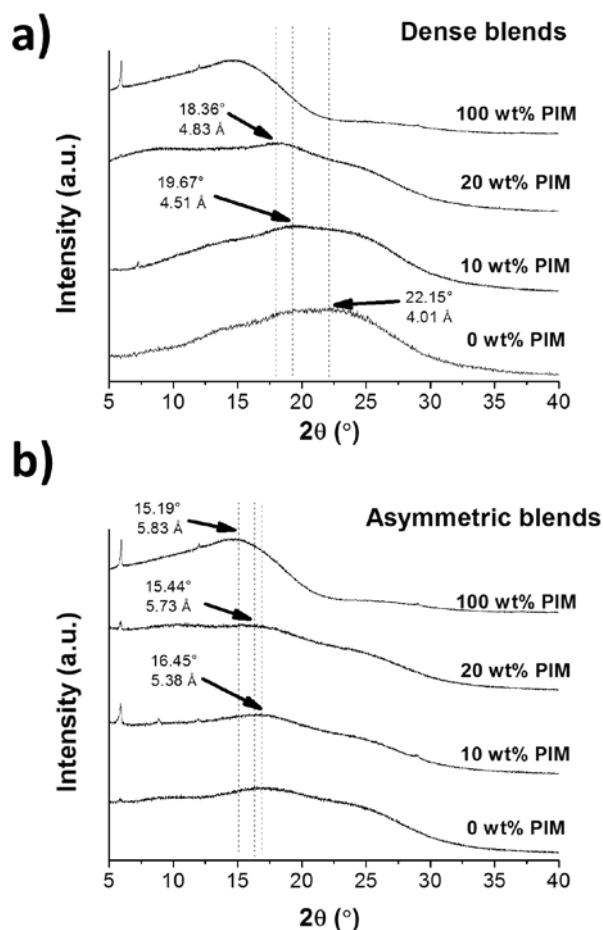 a)
Dense blends
18.36°
4.83 Å
100 wt% PIM
20 wt% PIM
19.67°
4.51 Å
10 wt% PIM
22.15°
4.01 Å
0 wt% PIM
Intensity (a.u.)
5 10 15 20 25 30 35 40
2θ (°)
b)
Asymmetric blends
15.19°
5.83 Å
100 wt% PIM
15.44°
5.73 Å
20 wt% PIM
16.45°
5.38 Å
10 wt% PIM
0 wt% PIM
Intensity (a.u.)
5 10 15 20 25 30 35 40
2θ (°)